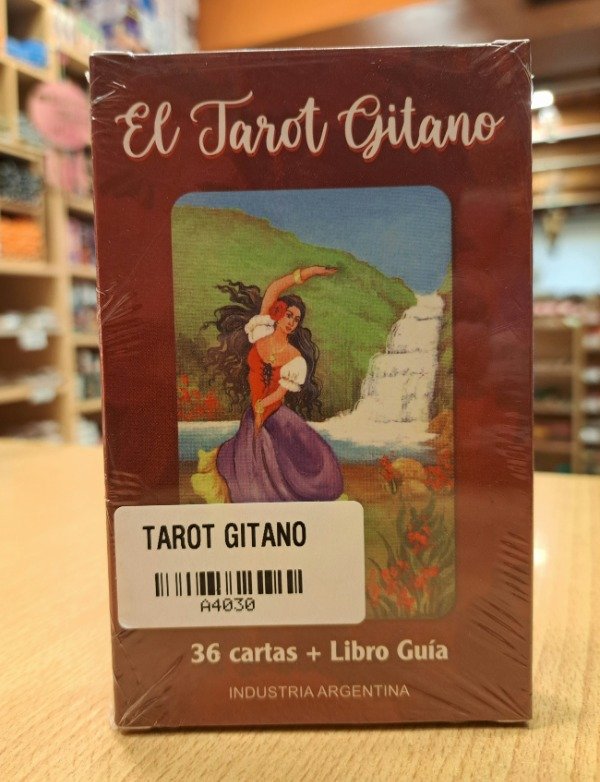 El Tarot Gitano
TAROT GITANO
A4030
36 cartas + Libro Guía
INDUSTRIA ARGENTINA